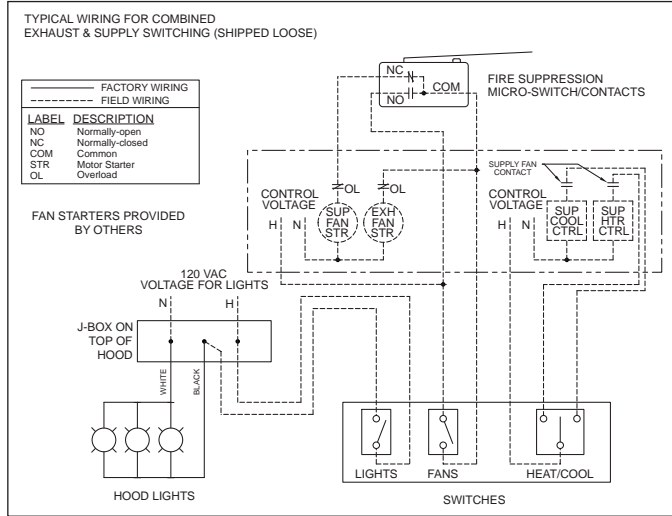 TYPICAL WIRING FOR COMBINED
EXHAUST & SUPPLY SWITCHING (SHIPPED LOOSE)
FACTORY WIRING
FIELD WIRING
LABEL DESCRIPTION
NO Normally-open
NC Normally-closed
COM Common
STR Motor Starter
OL Overload
FAN STARTERS PROVIDED
BY OTHERS
NC
COM
NO
FIRE SUPPRESSION
MICRO-SWITCH/CONTACTS
CONTROL
VOLTAGE
H N
OL
OL
SUP
FAN
STR
EXH
FAN
STR
SUPPLY FAN
CONTACT
CONTROL
VOLTAGE
H N
SUP
COOL
CTRL
SUP
HTR
CTRL
120 VAC
VOLTAGE FOR LIGHTS
N H
J-BOX ON
TOP OF
HOOD
WHITE
BLACK
HOOD LIGHTS
LIGHTS
FANS
HEAT/COOL
SWITCHES